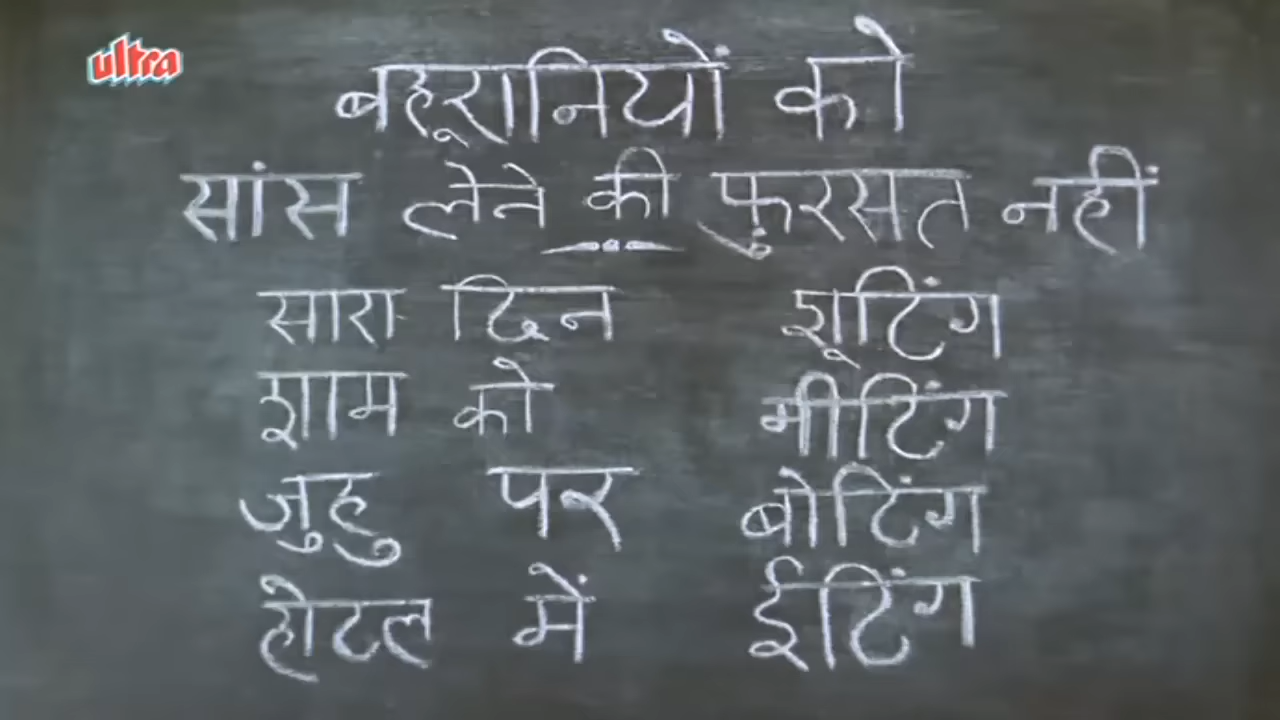 ultra
बहूरानियों को
सांस लेने की फुरसत नहीं
सारा दिन शूटिंग
शाम को मीटिंग
जुहु पर बोटिंग
होटल में ईटिंग